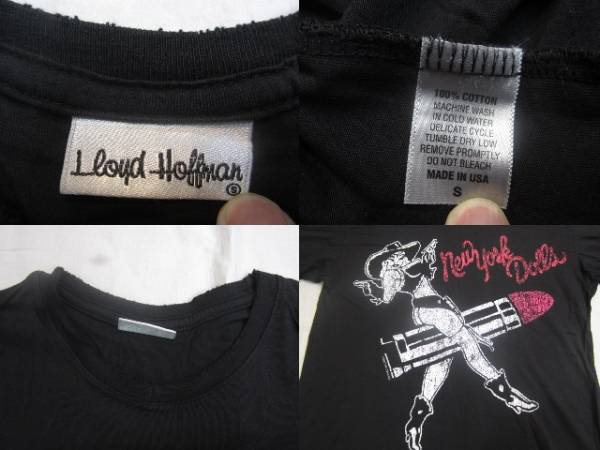 Lloyd Hoffman
S
100% COTTON
MACHINE WASH
IN COLD WATER
DELICATE CYCLE
TUMBLE DRY LOW
REMOVE PROMPTLY
DO NOT BLEACH
MADE IN USA
S
New York
Dolls